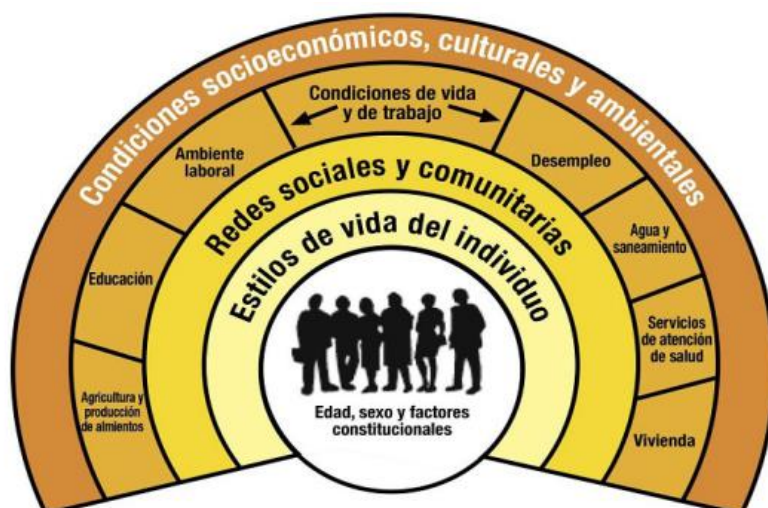 Condiciones socioeconómicos, culturales y ambientales
Condiciones de vida
y de trabajo
Ambiente
laboral
Desempleo
Redes sociales y comunitarias
Agua y
saneamiento
Estilos de vida del individuo
Educación
Servicios
de atención
de salud
Agricultura y
producción
de almientos
Edad, sexo y factores
constitucionales
Vivienda